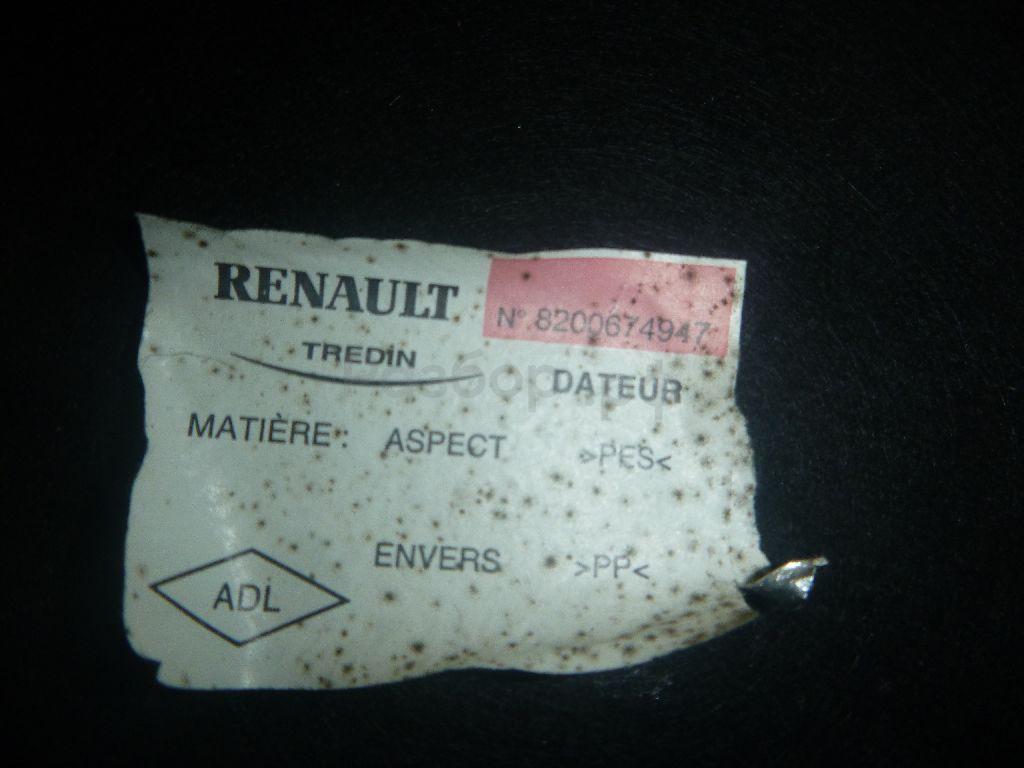 RENAULT
N° 8200674947
TREDIN
DATEUR
MATIÈRE : ASPECT >PES<
ENVERS >PP<
ADL